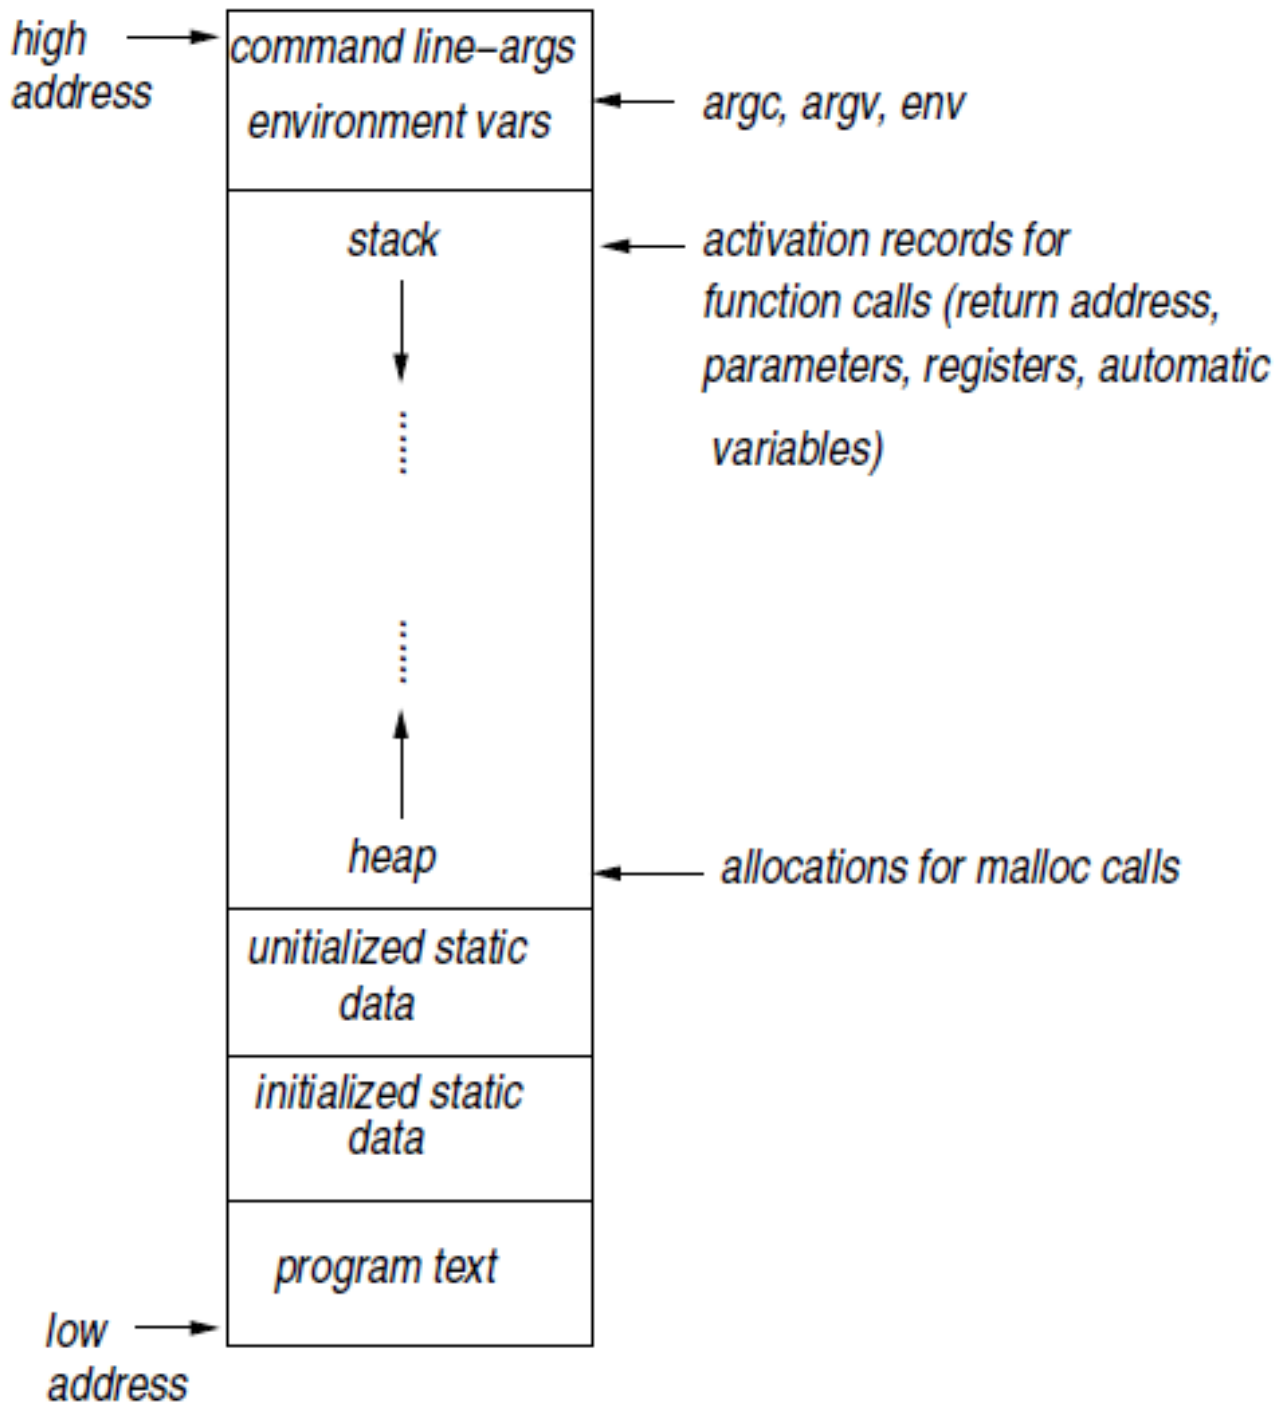 high
address
command line-args
environment vars
argc, argv, env
stack
activation records for
function calls (return address,
parameters, registers, automatic
variables)
heap
allocations for malloc calls
unitialized static
data
initialized static
data
program text
low
address